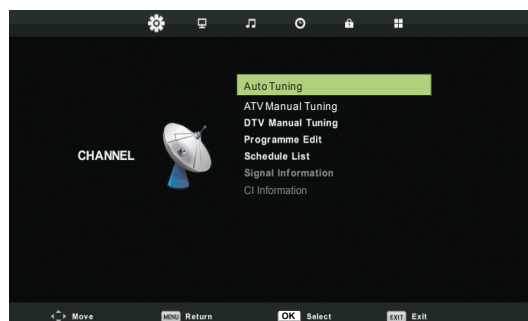 Auto Tuning
ATV Manual Tuning
DTV Manual Tuning
Programme Edit
CHANNEL
Schedule List
Signal Information
CI Information
Move MENU Return OK Select EXIT Exit